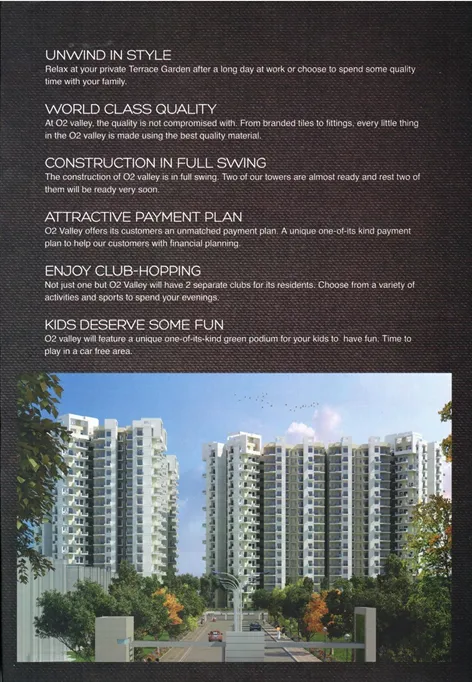 UNWIND IN STYLE
Relax at your private Terrace Garden after a long day at work or choose to spend some quality
time with your family.
WORLD CLASS QUALITY
At O2 valley, the quality is not compromised with. From branded tiles to fittings, every little thing
in the O2 valley is made using the best quality material.
CONSTRUCTION IN FULL SWING
The construction of O2 valley is in full swing. Two of our towers are almost ready and rest two of
them will be ready very soon.
ATTRACTIVE PAYMENT PLAN
O2 Valley offers its customers an unmatched payment plan. A unique one-of-its kind payment
plan to help our customers with financial planning.
ENJOY CLUB-HOPPING
Not just one but O2 Valley will have 2 separate clubs for its residents. Choose from a variety of
activities and sports to spend your evenings.
KIDS DESERVE SOME FUN
O2 valley will feature a unique one-of-its-kind green podium for your kids to have fun. Time to
play in a car free area.